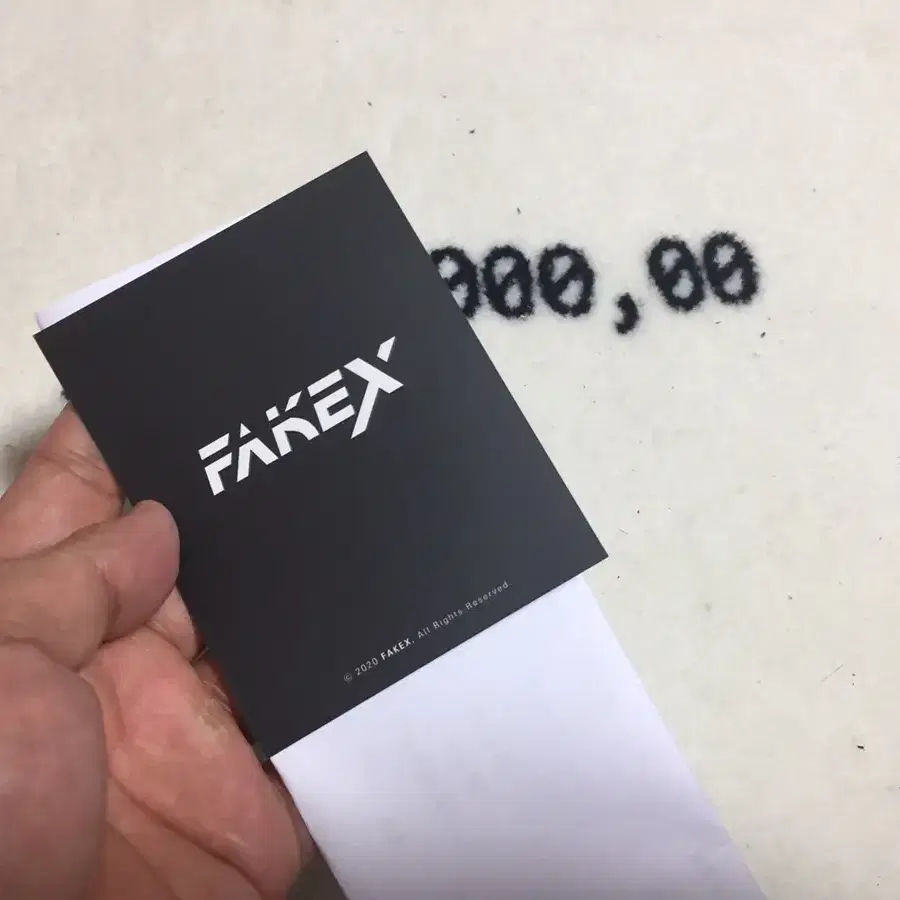 000,00
FAKEX
© 2020 FAKEX. All Rights Reserved.